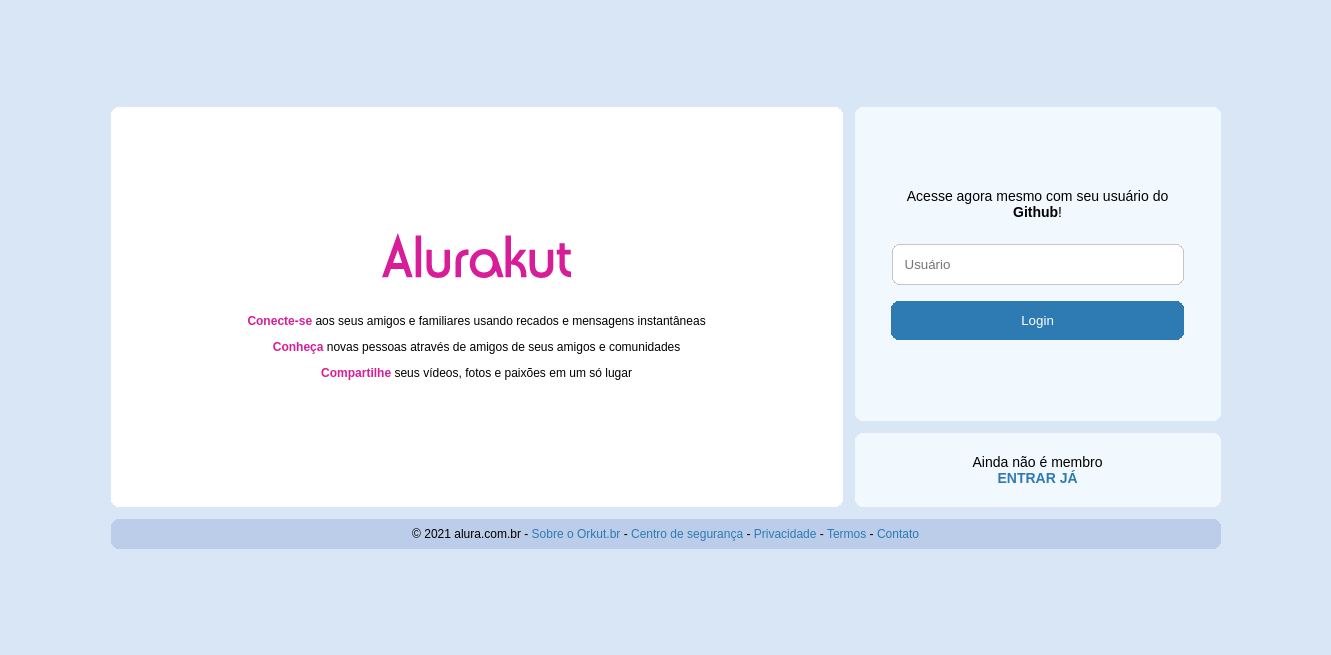 Alurakut
Conecte-se aos seus amigos e familiares usando recados e mensagens instantâneas
Conheça novas pessoas através de amigos de seus amigos e comunidades
Compartilhe seus vídeos, fotos e paixões em um só lugar
Acesse agora mesmo com seu usuário do
Github!
Usuário
Login
Ainda não é membro
ENTRAR JÁ
© 2021 alura.com.br - Sobre o Orkut.br - Centro de segurança - Privacidade - Termos - Contato